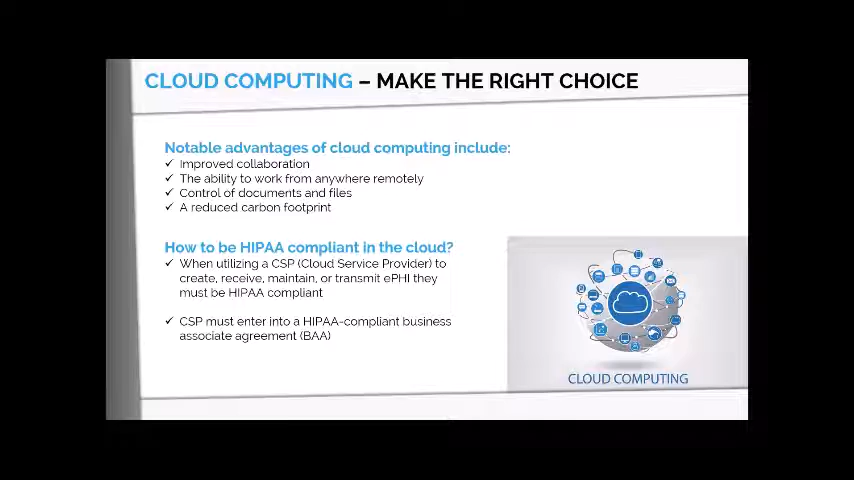 CLOUD COMPUTING – MAKE THE RIGHT CHOICE
Notable advantages of cloud computing include:
✓ Improved collaboration
✓ The ability to work from anywhere remotely
✓ Control of documents and files
✓ A reduced carbon footprint
How to be HIPAA compliant in the cloud?
✓ When utilizing a CSP (Cloud Service Provider) to
create, receive, maintain, or transmit ePHI they
must be HIPAA compliant
✓ CSP must enter into a HIPAA-compliant business
associate agreement (BAA)
CLOUD COMPUTING